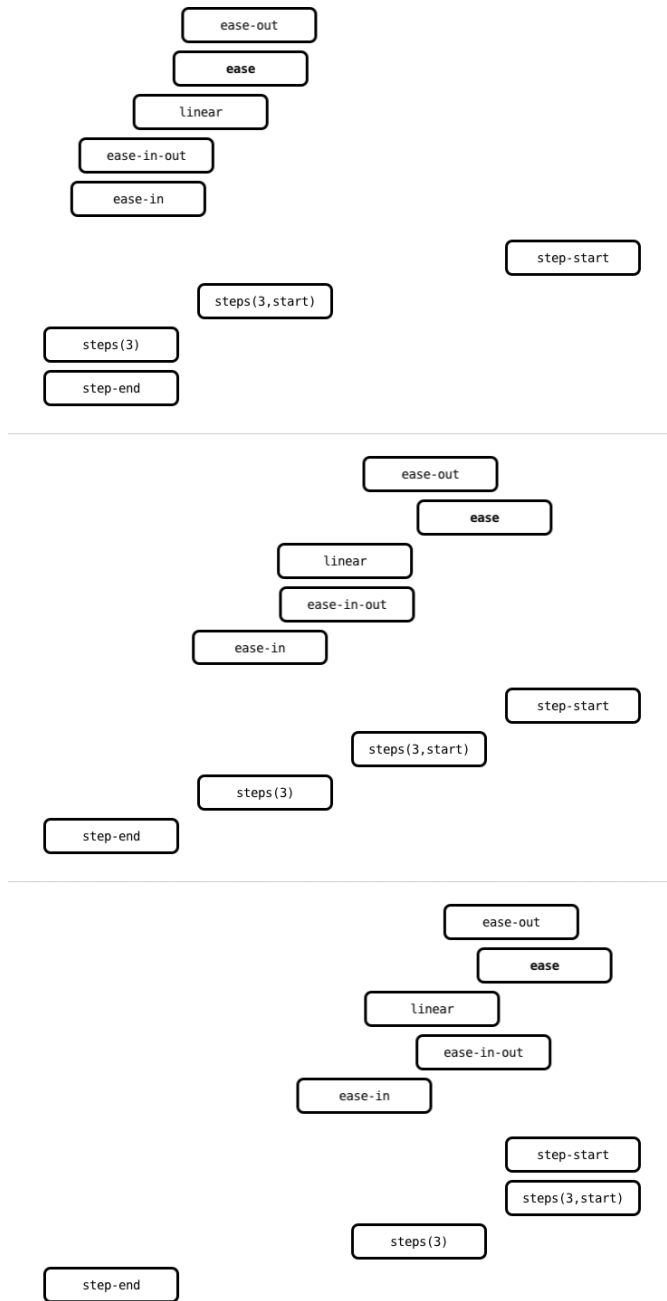 ease-out
ease
linear
ease-in-out
ease-in
step-start
steps(3,start)
steps(3)
step-end
ease-out
ease
linear
ease-in-out
ease-in
step-start
steps(3,start)
steps(3)
step-end
ease-out
ease
linear
ease-in-out
ease-in
step-start
steps(3,start)
steps(3)
step-end